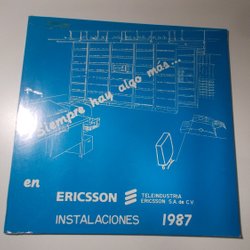 Siempre hay algo más...
en
ERICSSON
TELEINDUSTRIA
ERICSSON S.A. de C.V.
INSTALACIONES 1987